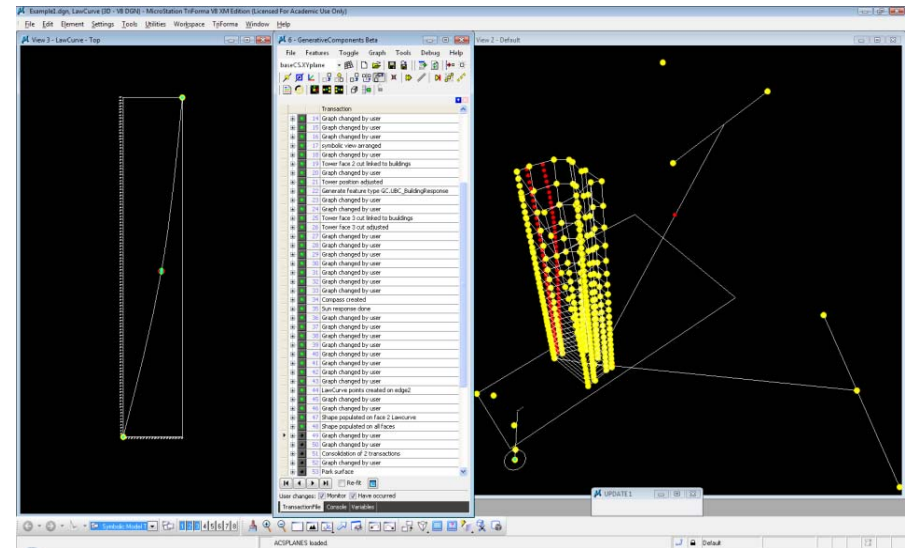 Example1.dgn, LawCurve (3D - V8 DGN) - MicroStation TriForma V8 XM Edition (Licensed For Academic Use Only)
File Edit Element Settings Tools Utilities Workspace TriForma Window Help
View 3 - LawCurve - Top
6 - GenerativeComponents Beta
View 2 - Default
File Features Toggle Graph Tools Debug Help
baseCS.XYplane
Transaction
14 Graph changed by user
15 Graph changed by user
16 Graph changed by user
17 symbolic view arranged
18 Graph changed by user
19 Tower face 2 cut linked to buildings
20 Graph changed by user
21 Tower position adjusted
22 Generate feature type GC.UBC_BuildingResponse
23 Graph changed by user
24 Graph changed by user
25 Tower face 3 cut linked to buuildings
26 Tower face 3 cut adjusted
27 Graph changed by user
28 Graph changed by user
29 Graph changed by user
30 Graph changed by user
31 Graph changed by user
32 Graph changed by user
33 Graph changed by user
34 Compass created
35 Sun response done
36 Graph changed by user
37 Graph changed by user
38 Graph changed by user
39 Graph changed by user
40 Graph changed by user
41 Graph changed by user
42 Graph changed by user
43 Graph changed by user
44 LawCurve points created on edge2
45 Graph changed by user
46 Graph changed by user
47 Shape populated on face 2 Lawcurve
48 Shape populated on all faces
49 Graph changed by user
50 Graph changed by user
51 Consolidation of 2 transactions
52 Graph changed by user
53 Park surface
Re-fit
User changes: Monitor Have occurred
TransactionFile Console Variables
UPDATE1
Symbolic Model 1 2 3 4 5 6 7 8
ACSPLANES loaded.
Default